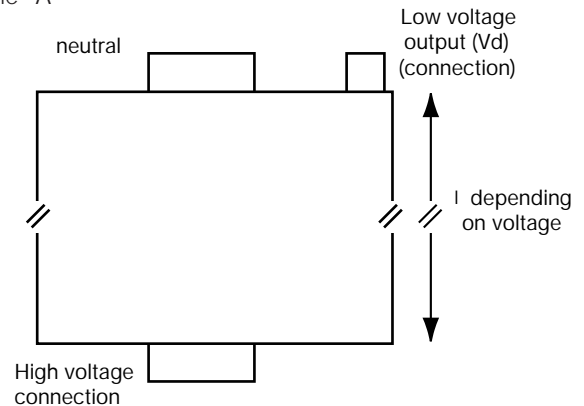 neutral
Low voltage
output (Vd)
(connection)
l depending
on voltage
High voltage
connection